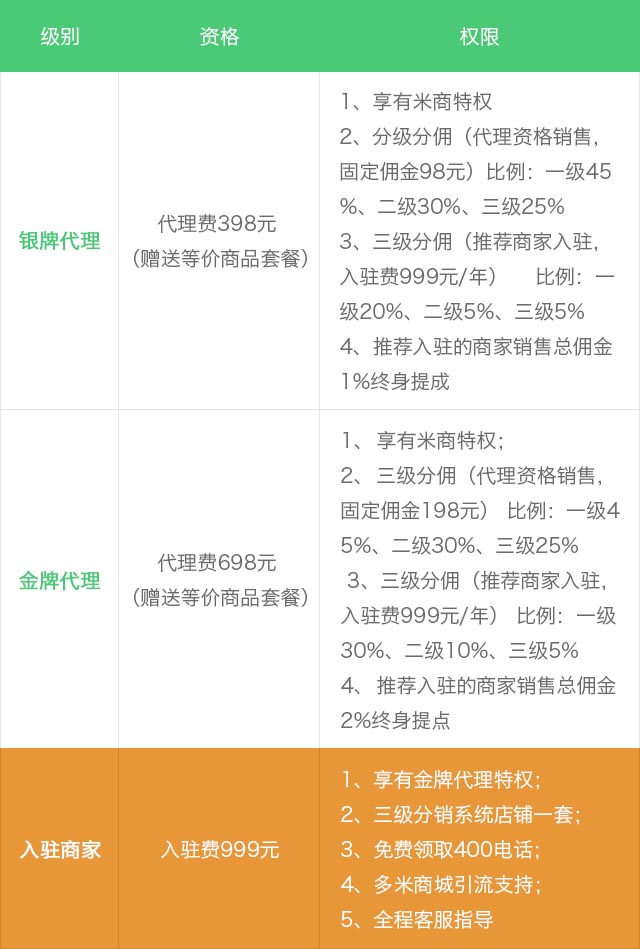 级别
资格
权限
银牌代理
代理费398元
（赠送等价商品套餐）
1、享有米商特权
2、分级分佣（代理资格销售，
固定佣金98元）比例：一级45
%、二级30%、三级25%
3、三级分佣（推荐商家入驻，
入驻费999元/年） 比例：一
级20%、二级5%、三级5%
4、推荐入驻的商家销售总佣金
1%终身提成
金牌代理
代理费698元
（赠送等价商品套餐）
1、 享有米商特权；
2、 三级分佣（代理资格销售，
固定佣金198元） 比例：一级4
5%、二级30%、三级25%
3、三级分佣（推荐商家入驻，
入驻费999元/年） 比例：一级
30%、二级10%、三级5%
4、 推荐入驻的商家销售总佣金
2%终身提点
入驻商家
入驻费999元
1、享有金牌代理特权；
2、三级分销系统店铺一套；
3、免费领取400电话；
4、多米商城引流支持；
5、全程客服指导